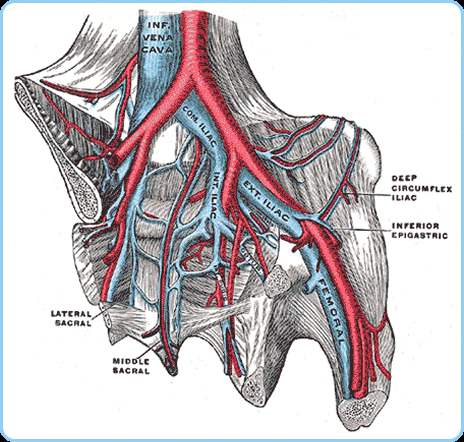 INF.
VENA
CAVA
COM. ILIAC
INT. ILIAC
EXT. ILIAC
DEEP
CIRCUMFLEX
ILIAC
INFERIOR
EPIGASTRIC
FEMORAL
LATERAL
SACRAL
MIDDLE
SACRAL